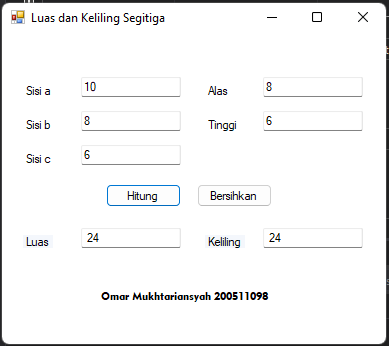 Luas dan Keliling Segitiga
Sisi a 10 Alas 8
Sisi b 8 Tinggi 6
Sisi c 6
Hitung Bersihkan
Luas 24 Keliling 24
Omar Mukhtariansyah 200511098